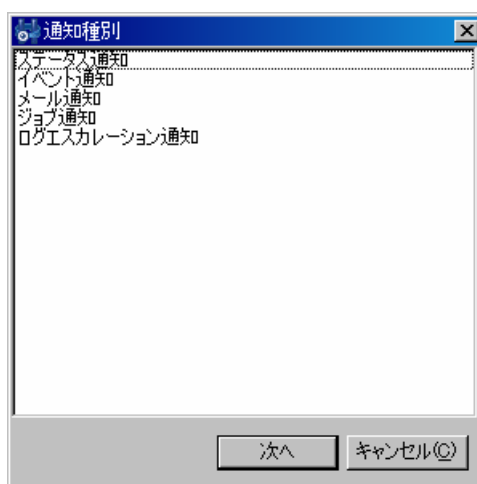 通知種別
ステータス通知
イベント通知
メール通知
ジョブ通知
ログエスカレーション通知
次へ
キャンセル(C)